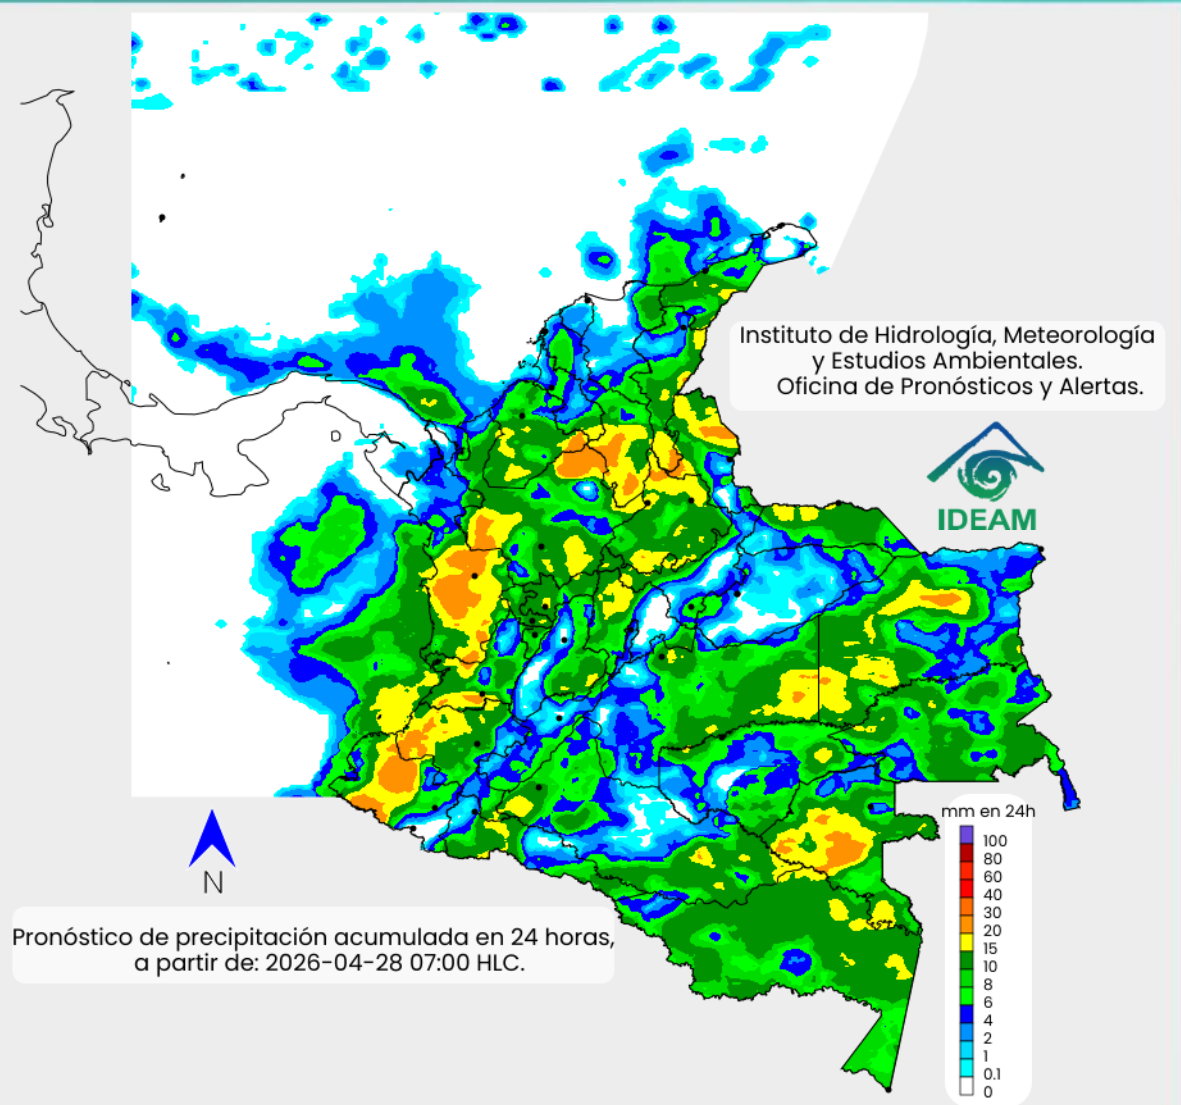 Instituto de Hidrología, Meteorología
y Estudios Ambientales.
Oficina de Pronósticos y Alertas.
IDEAM
mm en 24h
100
80
60
40
30
20
15
10
8
6
4
2
1
0.1
0
N
Pronóstico de precipitación acumulada en 24 horas,
a partir de: 2026-04-28 07:00 HLC.